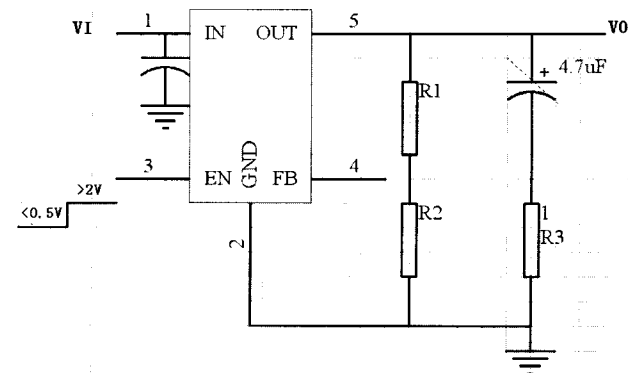 VI
1
IN
OUT
5
VO
4.7uF
+
R1
3
EN
GND
FB
4
>2V
<0.5V
R2
2
1
R3